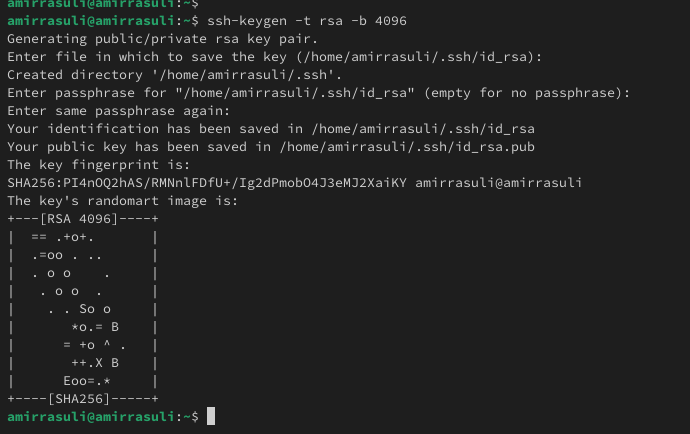 amirrasuli@amirrasuli:~$
amirrasuli@amirrasuli:~$ ssh-keygen -t rsa -b 4096
Generating public/private rsa key pair.
Enter file in which to save the key (/home/amirrasuli/.ssh/id_rsa):
Created directory '/home/amirrasuli/.ssh'.
Enter passphrase for "/home/amirrasuli/.ssh/id_rsa" (empty for no passphrase):
Enter same passphrase again:
Your identification has been saved in /home/amirrasuli/.ssh/id_rsa
Your public key has been saved in /home/amirrasuli/.ssh/id_rsa.pub
The key fingerprint is:
SHA256:PI4nOQ2hAS/RMNnlFDfU+/Ig2dPmobO4J3eMJ2XaiKY amirrasuli@amirrasuli
The key's randomart image is:
+---[RSA 4096]----+
|  == .+o+.       |
|  .=oo . ..      |
|  . o o    .     |
|   . o o  .      |
|    . . So o     |
|       *o.= B    |
|      = +o ^ .   |
|       ++.X B    |
|      Eoo=.*     |
+----[SHA256]-----+
amirrasuli@amirrasuli:~$